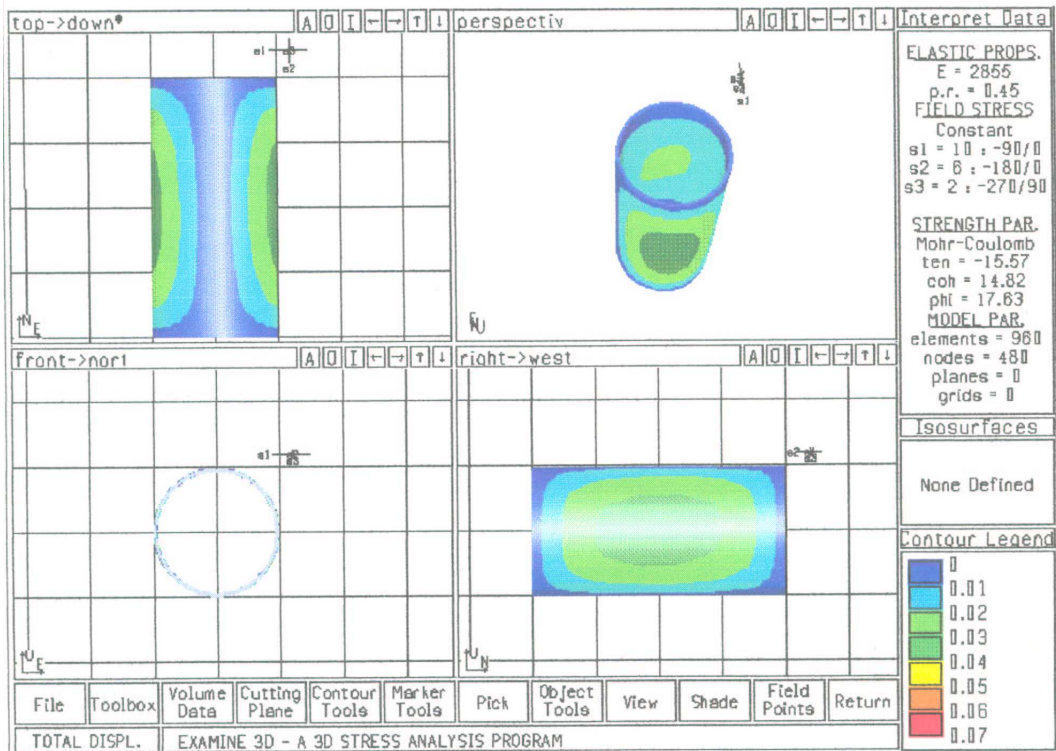 top->down*
A O I ← → ↑ ↓
s1
s2
N E
perspectiv
A O I ← → ↑ ↓
s1
front->nort
A O I ← → ↑ ↓
s1
U E
right->west
A O I ← → ↑ ↓
s2
U N
Interpret Data
ELASTIC PROPS.
E = 2855
p.r. = 0.45
FIELD STRESS
Constant
s1 = 10 : -90/0
s2 = 6 : -180/0
s3 = 2 : -270/90
STRENGTH PAR.
Mohr-Coulomb
ten = -15.57
coh = 14.82
phi = 17.63
MODEL PAR.
elements = 960
nodes = 480
planes = 0
grids = 0
Isosurfaces
None Defined
Contour Legend
0
0.01
0.02
0.03
0.04
0.05
0.06
0.07
File
Toolbox
Volume Data
Cutting Plane
Contour Tools
Marker Tools
Pick
Object Tools
View
Shade
Field Points
Return
TOTAL DISPL.
EXAMINE 3D - A 3D STRESS ANALYSIS PROGRAM